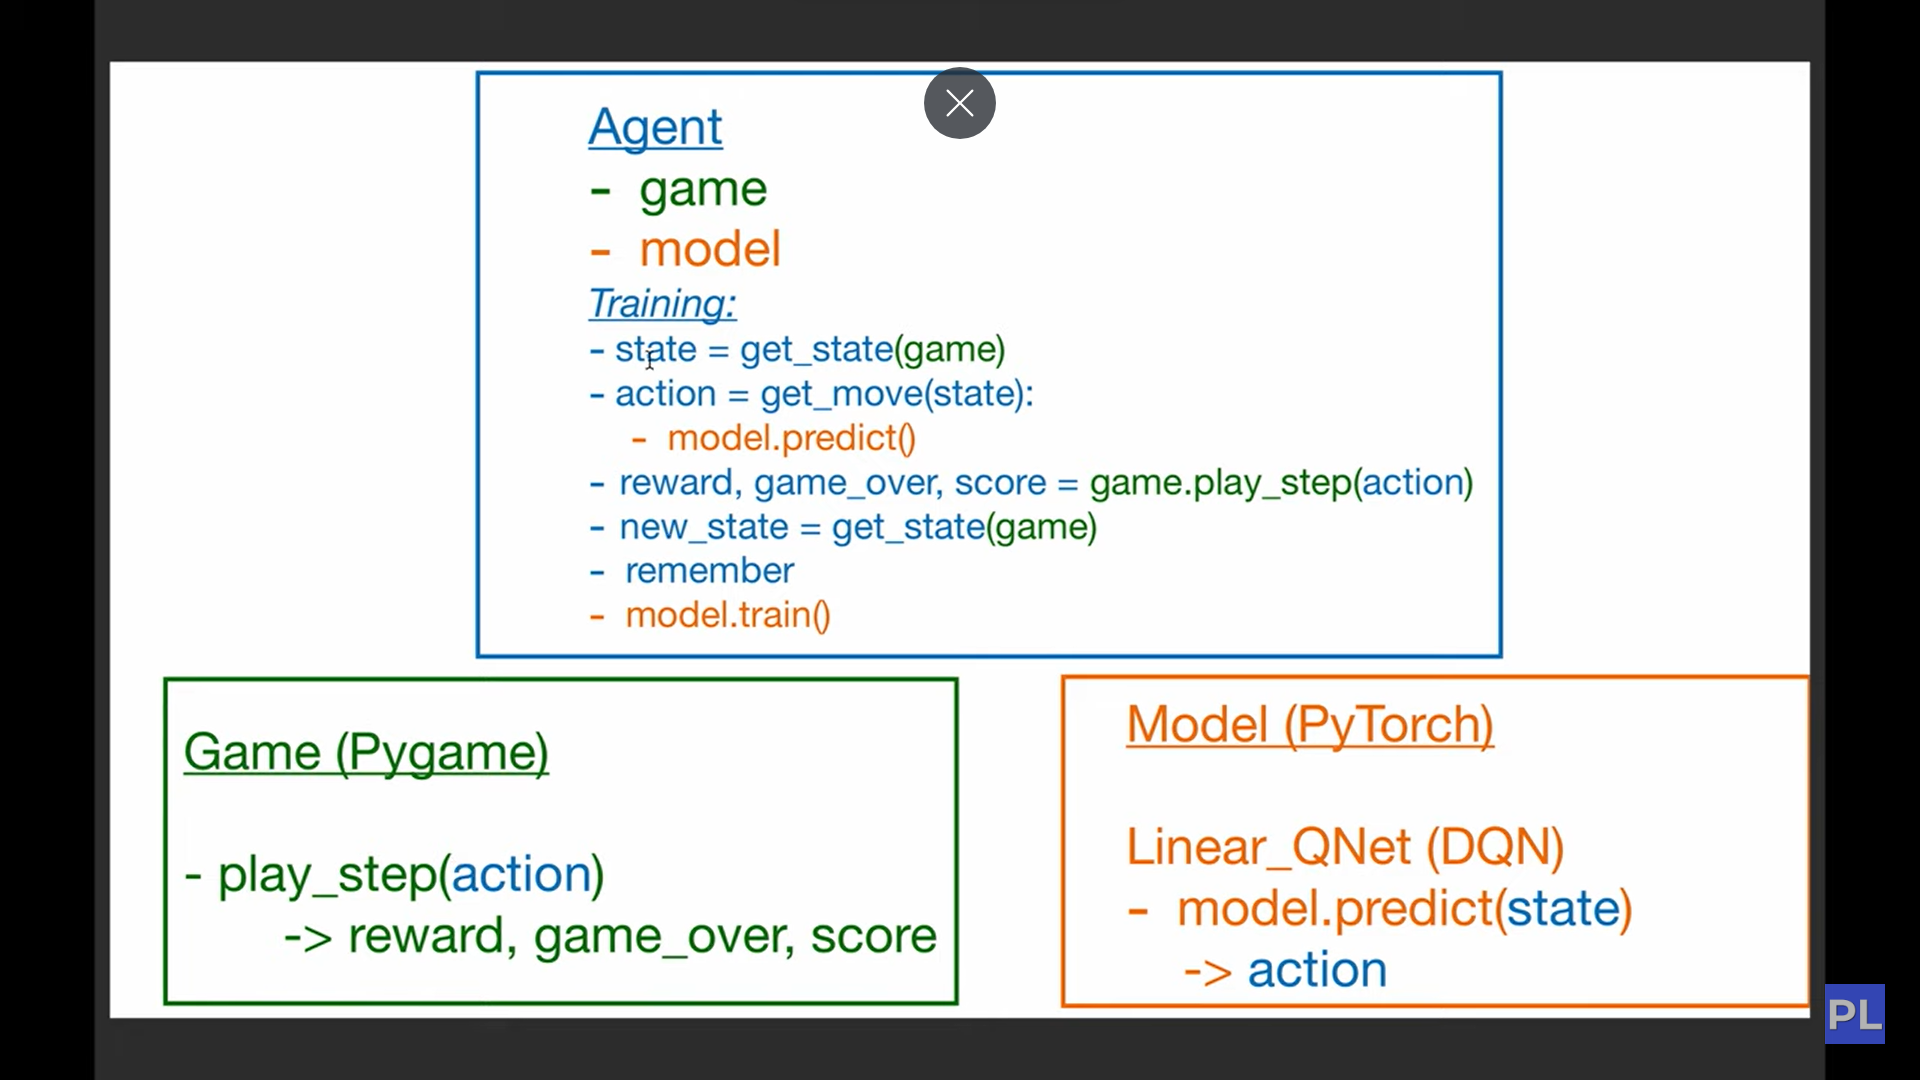 Agent
- game
- model
Training:
- state = get_state(game)
- action = get_move(state):
- model.predict()
- reward, game_over, score = game.play_step(action)
- new_state = get_state(game)
- remember
- model.train()
Game (Pygame)
- play_step(action)
-> reward, game_over, score
Model (PyTorch)
Linear_QNet (DQN)
- model.predict(state)
-> action
PL